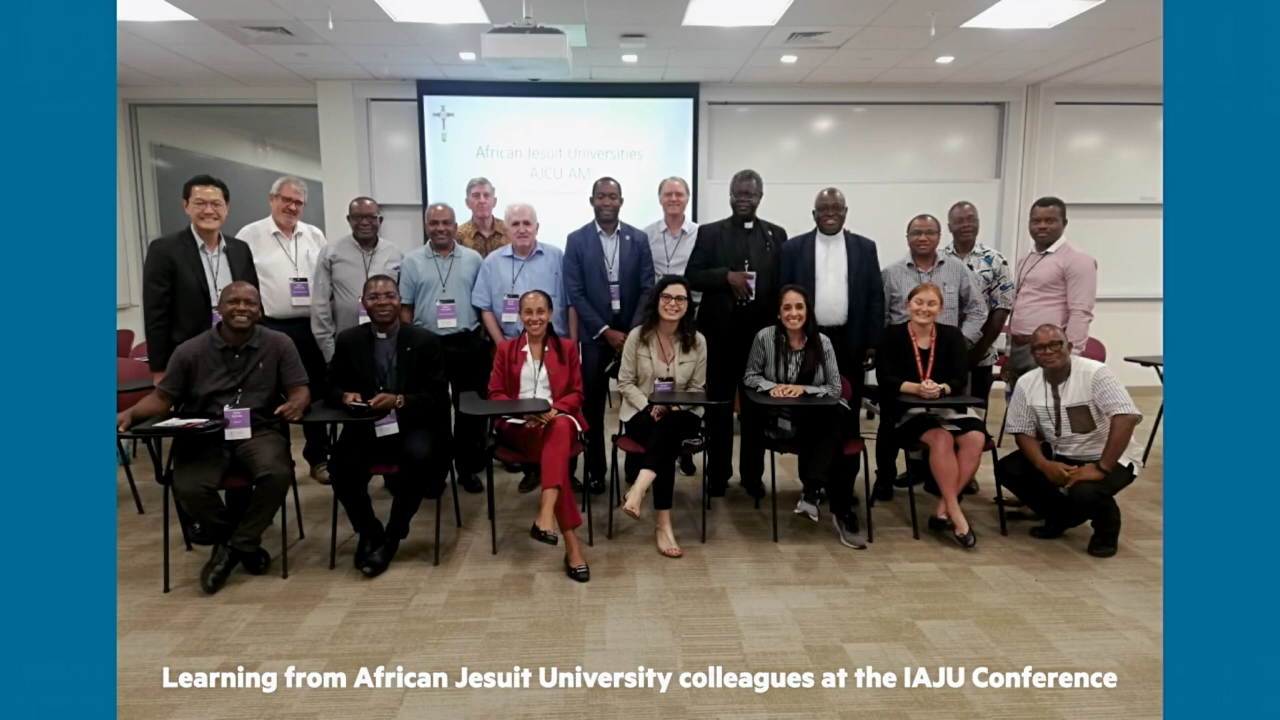 African Jesuit Universities
AJCU-AM
Learning from African Jesuit University colleagues at the IAJU Conference